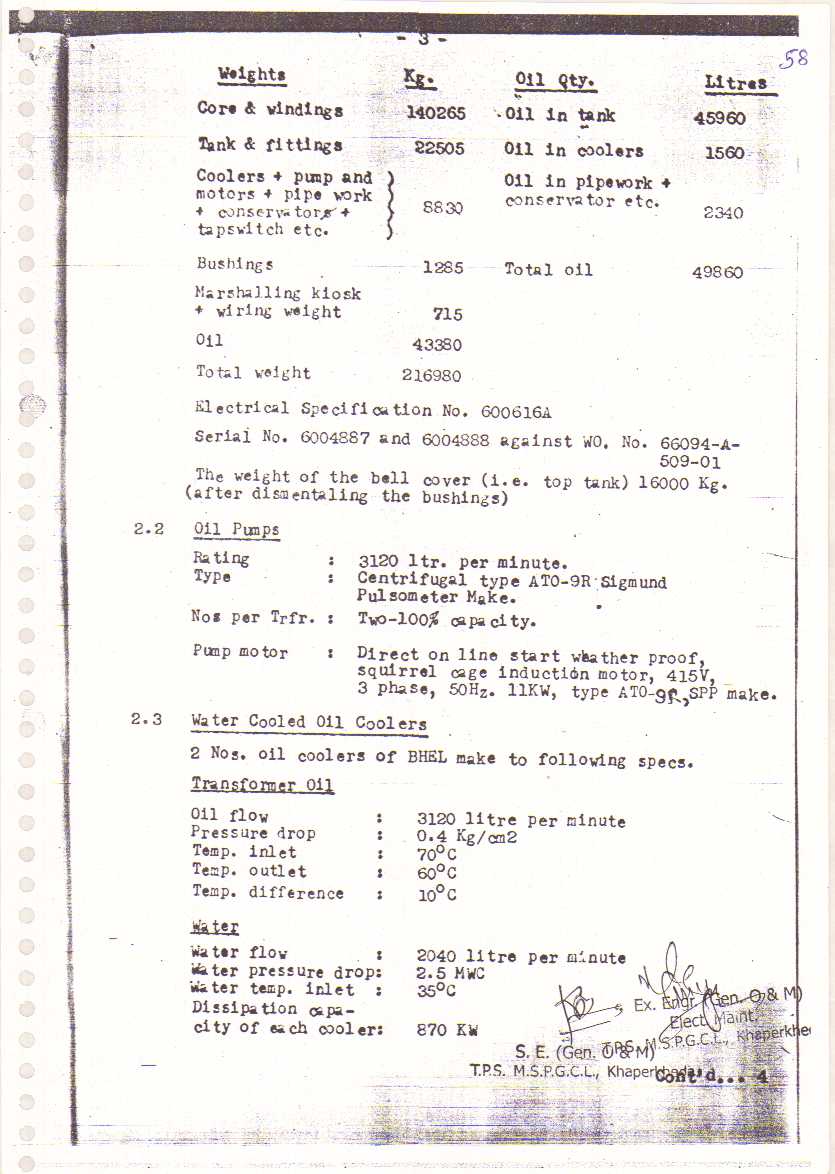 - 3 -
58
Weights Kg. Oil Qty. Litres
Core & windings 140265 Oil in tank 45960
Tank & fittings 22505 Oil in coolers 1560
Coolers + pump and
motors + pipe work
+ conservators +
tapswitch etc. 8830 Oil in pipework +
conservator etc. 2340
Bushings 1285 Total oil 49860
Marshalling kiosk
+ wiring weight 715
Oil 43380
Total weight 216980
Electrical Specification No. 600616A
Serial No. 6004887 and 6004888 against WO. No. 66094-A-
509-01
The weight of the bell cover (i.e. top tank) 16000 Kg.
(after dismentaling the bushings)
2.2 Oil Pumps
Rating : 3120 ltr. per minute.
Type : Centrifugal type ATO-9R Sigmund
Pulsometer Make.
Nos per Trfr. : Two-100% capacity.
Pump motor : Direct on line start weather proof,
squirrel cage induction motor, 415V,
3 phase, 50Hz. 11KW, type ATO-9R, SPP make.
2.3 Water Cooled Oil Coolers
2 Nos. oil coolers of BHEL make to following specs.
Transformer Oil
Oil flow : 3120 litre per minute
Pressure drop : 0.4 Kg/cm2
Temp. inlet : 70°C
Temp. outlet : 60°C
Temp. difference : 10°C
Water
Water flow : 2040 litre per minute
Water pressure drop: 2.5 MWC
Water temp. inlet : 35°C
Dissipation capa-
city of each cooler: 870 KW
Ex. Engr. (Gen. O & M)
Elect. Maint.
T.P.S. M.S.P.G.C.L., Khaperkhe
S. E. (Gen. O & M)
T.P.S. M.S.P.G.C.L., Khaperkheda
Cont'd... 4